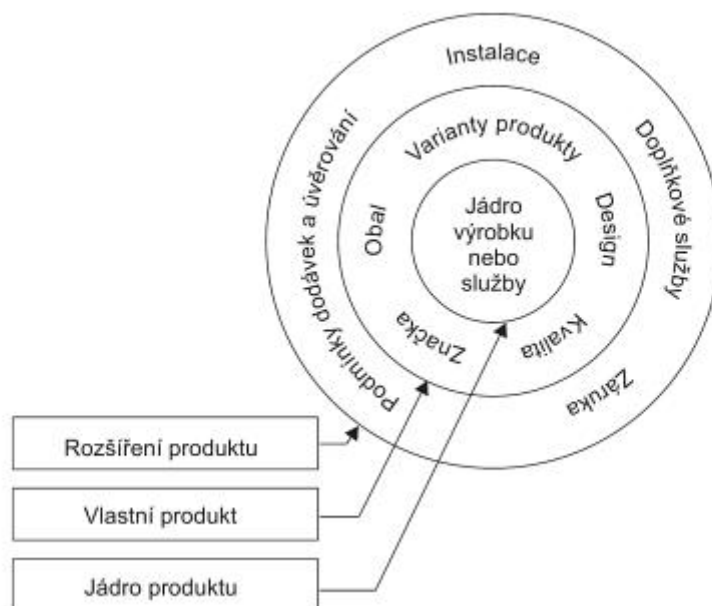 Instalace
Podmínky dodávek a úvěrování
Doplňkové služby
Záruka
Varianty produkty
Obal
Design
Značka
Kvalita
Jádro
výrobku
nebo
služby
Rozšíření produktu
Vlastní produkt
Jádro produktu